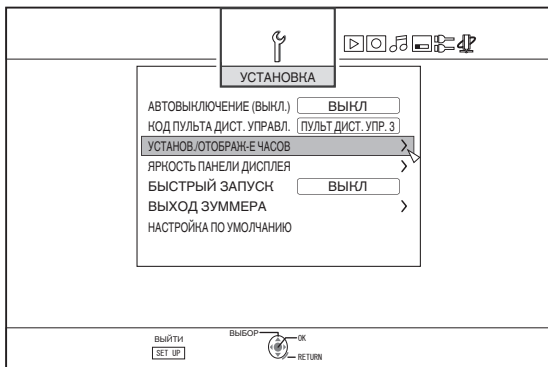 УСТАНОВКА
АВТОВЫКЛЮЧЕНИЕ (ВЫКЛ.) ВЫКЛ
КОД ПУЛЬТА ДИСТ. УПРАВЛ. ПУЛЬТ ДИСТ. УПР. 3
УСТАНОВ./ОТОБРАЖ-Е ЧАСОВ
ЯРКОСТЬ ПАНЕЛИ ДИСПЛЕЯ
БЫСТРЫЙ ЗАПУСК ВЫКЛ
ВЫХОД ЗУММЕРА
НАСТРОЙКА ПО УМОЛЧАНИЮ
ВЫЙТИ
SET UP
ВЫБОР
OK
RETURN